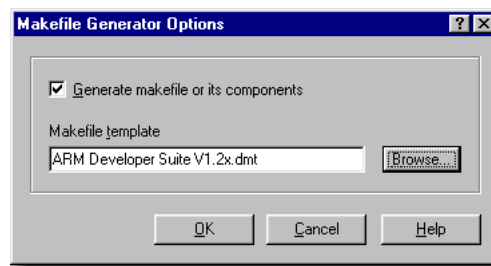 Makefile Generator Options
Generate makefile or its components
Makefile template
ARM Developer Suite V1.2x.dmt
Browse...
OK
Cancel
Help